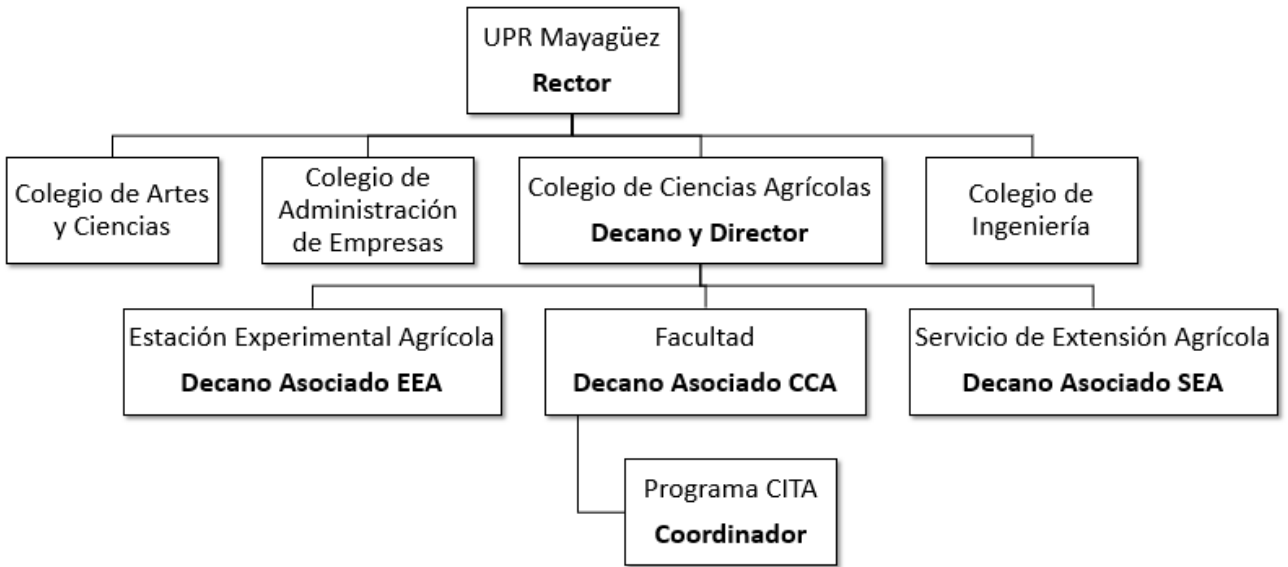 UPR Mayagüez
Rector
Colegio de Artes
y Ciencias
Colegio de
Administración
de Empresas
Colegio de Ciencias Agrícolas
Decano y Director
Colegio de
Ingeniería
Estación Experimental Agrícola
Decano Asociado EEA
Facultad
Decano Asociado CCA
Servicio de Extensión Agrícola
Decano Asociado SEA
Programa CITA
Coordinador